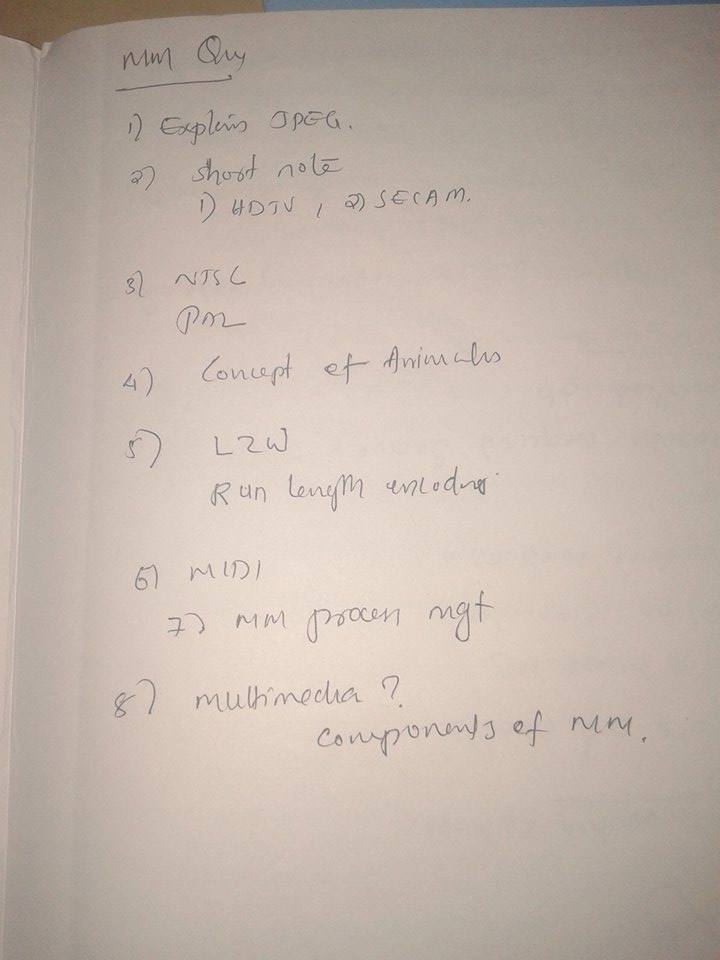 MM Qus
1) Explain JPEG.
2) Short note
1) HDTV, 2) SECAM.
3) NTSC
PAL
4) Concept of Animation
5) LZW
Run length encoding
6) MIDI
7) MM process mgt
8) multimedia ?
components of MM.